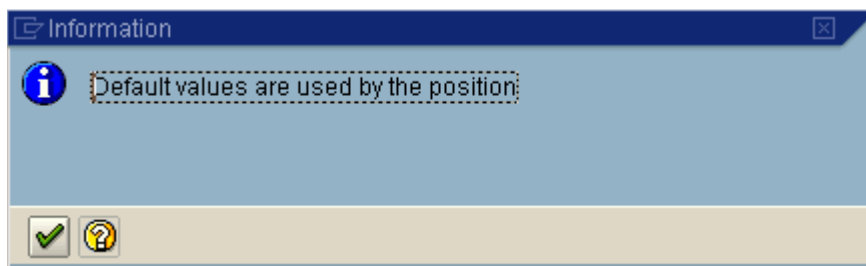 Information
Default values are used by the position